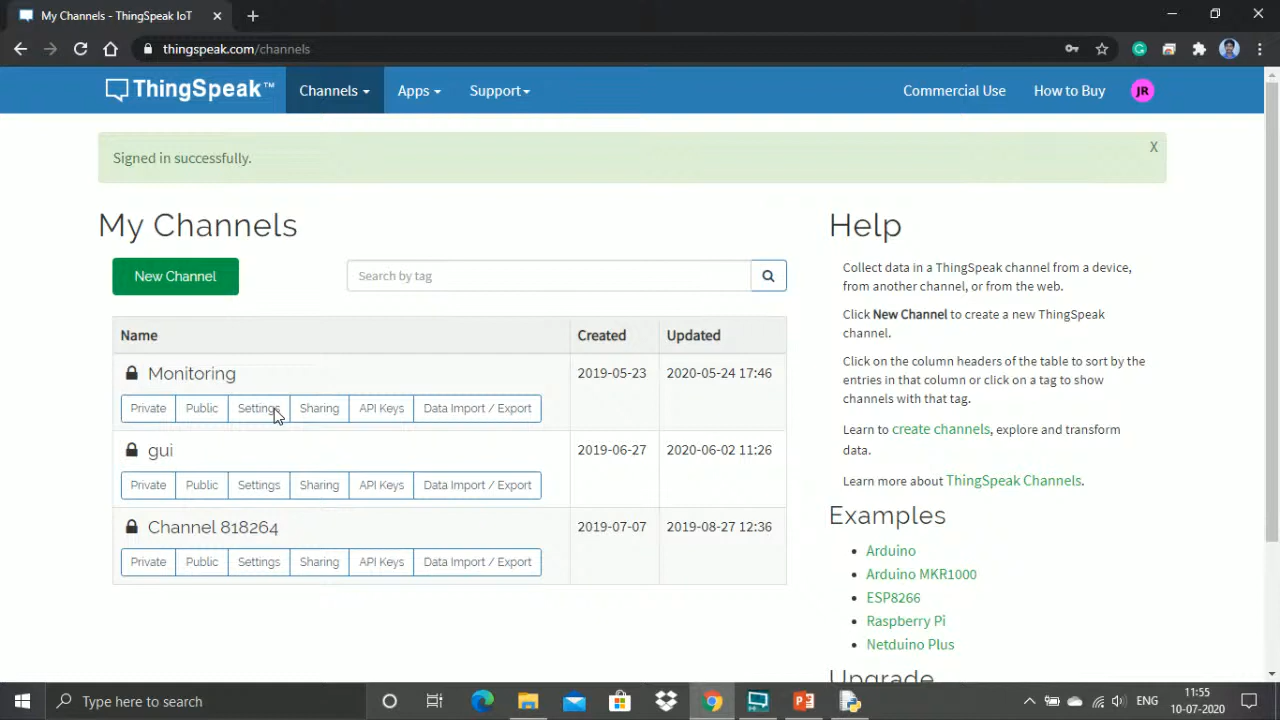 My Channels - ThingSpeak IoT
thingspeak.com/channels
ThingSpeak™
Channels
Apps
Support
Commercial Use
How to Buy
JR
Signed in successfully.
X
My Channels
New Channel
Search by tag
Name
Created
Updated
Monitoring
2019-05-23
2020-05-24 17:46
Private
Public
Settings
Sharing
API Keys
Data Import / Export
gui
2019-06-27
2020-06-02 11:26
Private
Public
Settings
Sharing
API Keys
Data Import / Export
Channel 818264
2019-07-07
2019-08-27 12:36
Private
Public
Settings
Sharing
API Keys
Data Import / Export
Help
Collect data in a ThingSpeak channel from a device,
from another channel, or from the web.
Click New Channel to create a new ThingSpeak
channel.
Click on the column headers of the table to sort by the
entries in that column or click on a tag to show
channels with that tag.
Learn to create channels, explore and transform
data.
Learn more about ThingSpeak Channels.
Examples
Arduino
Arduino MKR1000
ESP8266
Raspberry Pi
Netduino Plus
Upgrade
Type here to search
ENG
11:55
10-07-2020